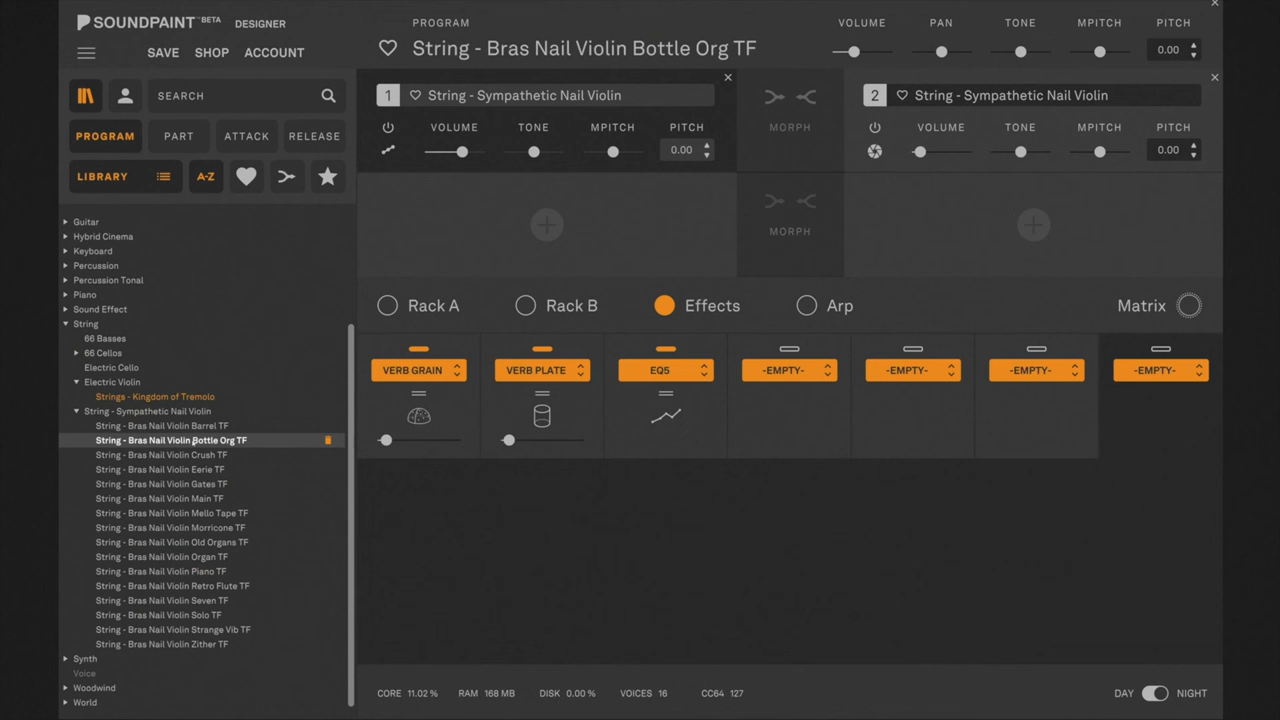 SOUNDPAINT BETA DESIGNER
SAVE SHOP ACCOUNT
SEARCH
PROGRAM PART ATTACK RELEASE
LIBRARY A-Z
Guitar
Hybrid Cinema
Keyboard
Percussion
Percussion Tonal
Piano
Sound Effect
String
66 Basses
66 Cellos
Electric Cello
Electric Violin
Strings - Kingdom of Tremolo
String - Sympathetic Nail Violin
String - Bras Nail Violin Barrel TF
String - Bras Nail Violin Bottle Org TF
String - Bras Nail Violin Crush TF
String - Bras Nail Violin Eerie TF
String - Bras Nail Violin Gates TF
String - Bras Nail Violin Main TF
String - Bras Nail Violin Mello Tape TF
String - Bras Nail Violin Morricone TF
String - Bras Nail Violin Old Organs TF
String - Bras Nail Violin Organ TF
String - Bras Nail Violin Piano TF
String - Bras Nail Violin Retro Flute TF
String - Bras Nail Violin Seven TF
String - Bras Nail Violin Solo TF
String - Bras Nail Violin Strange Vib TF
String - Bras Nail Violin Zither TF
Synth
Voice
Woodwind
World
PROGRAM
String - Bras Nail Violin Bottle Org TF
VOLUME PAN TONE MPITCH PITCH
0.00
1 String - Sympathetic Nail Violin
VOLUME TONE MPITCH PITCH
0.00
MORPH
2 String - Sympathetic Nail Violin
VOLUME TONE MPITCH PITCH
0.00
MORPH
Rack A Rack B Effects Arp Matrix
VERB GRAIN VERB PLATE EQ5 -EMPTY- -EMPTY- -EMPTY- -EMPTY-
CORE 11.02 % RAM 168 MB DISK 0.00 % VOICES 16 CC64 127
DAY NIGHT